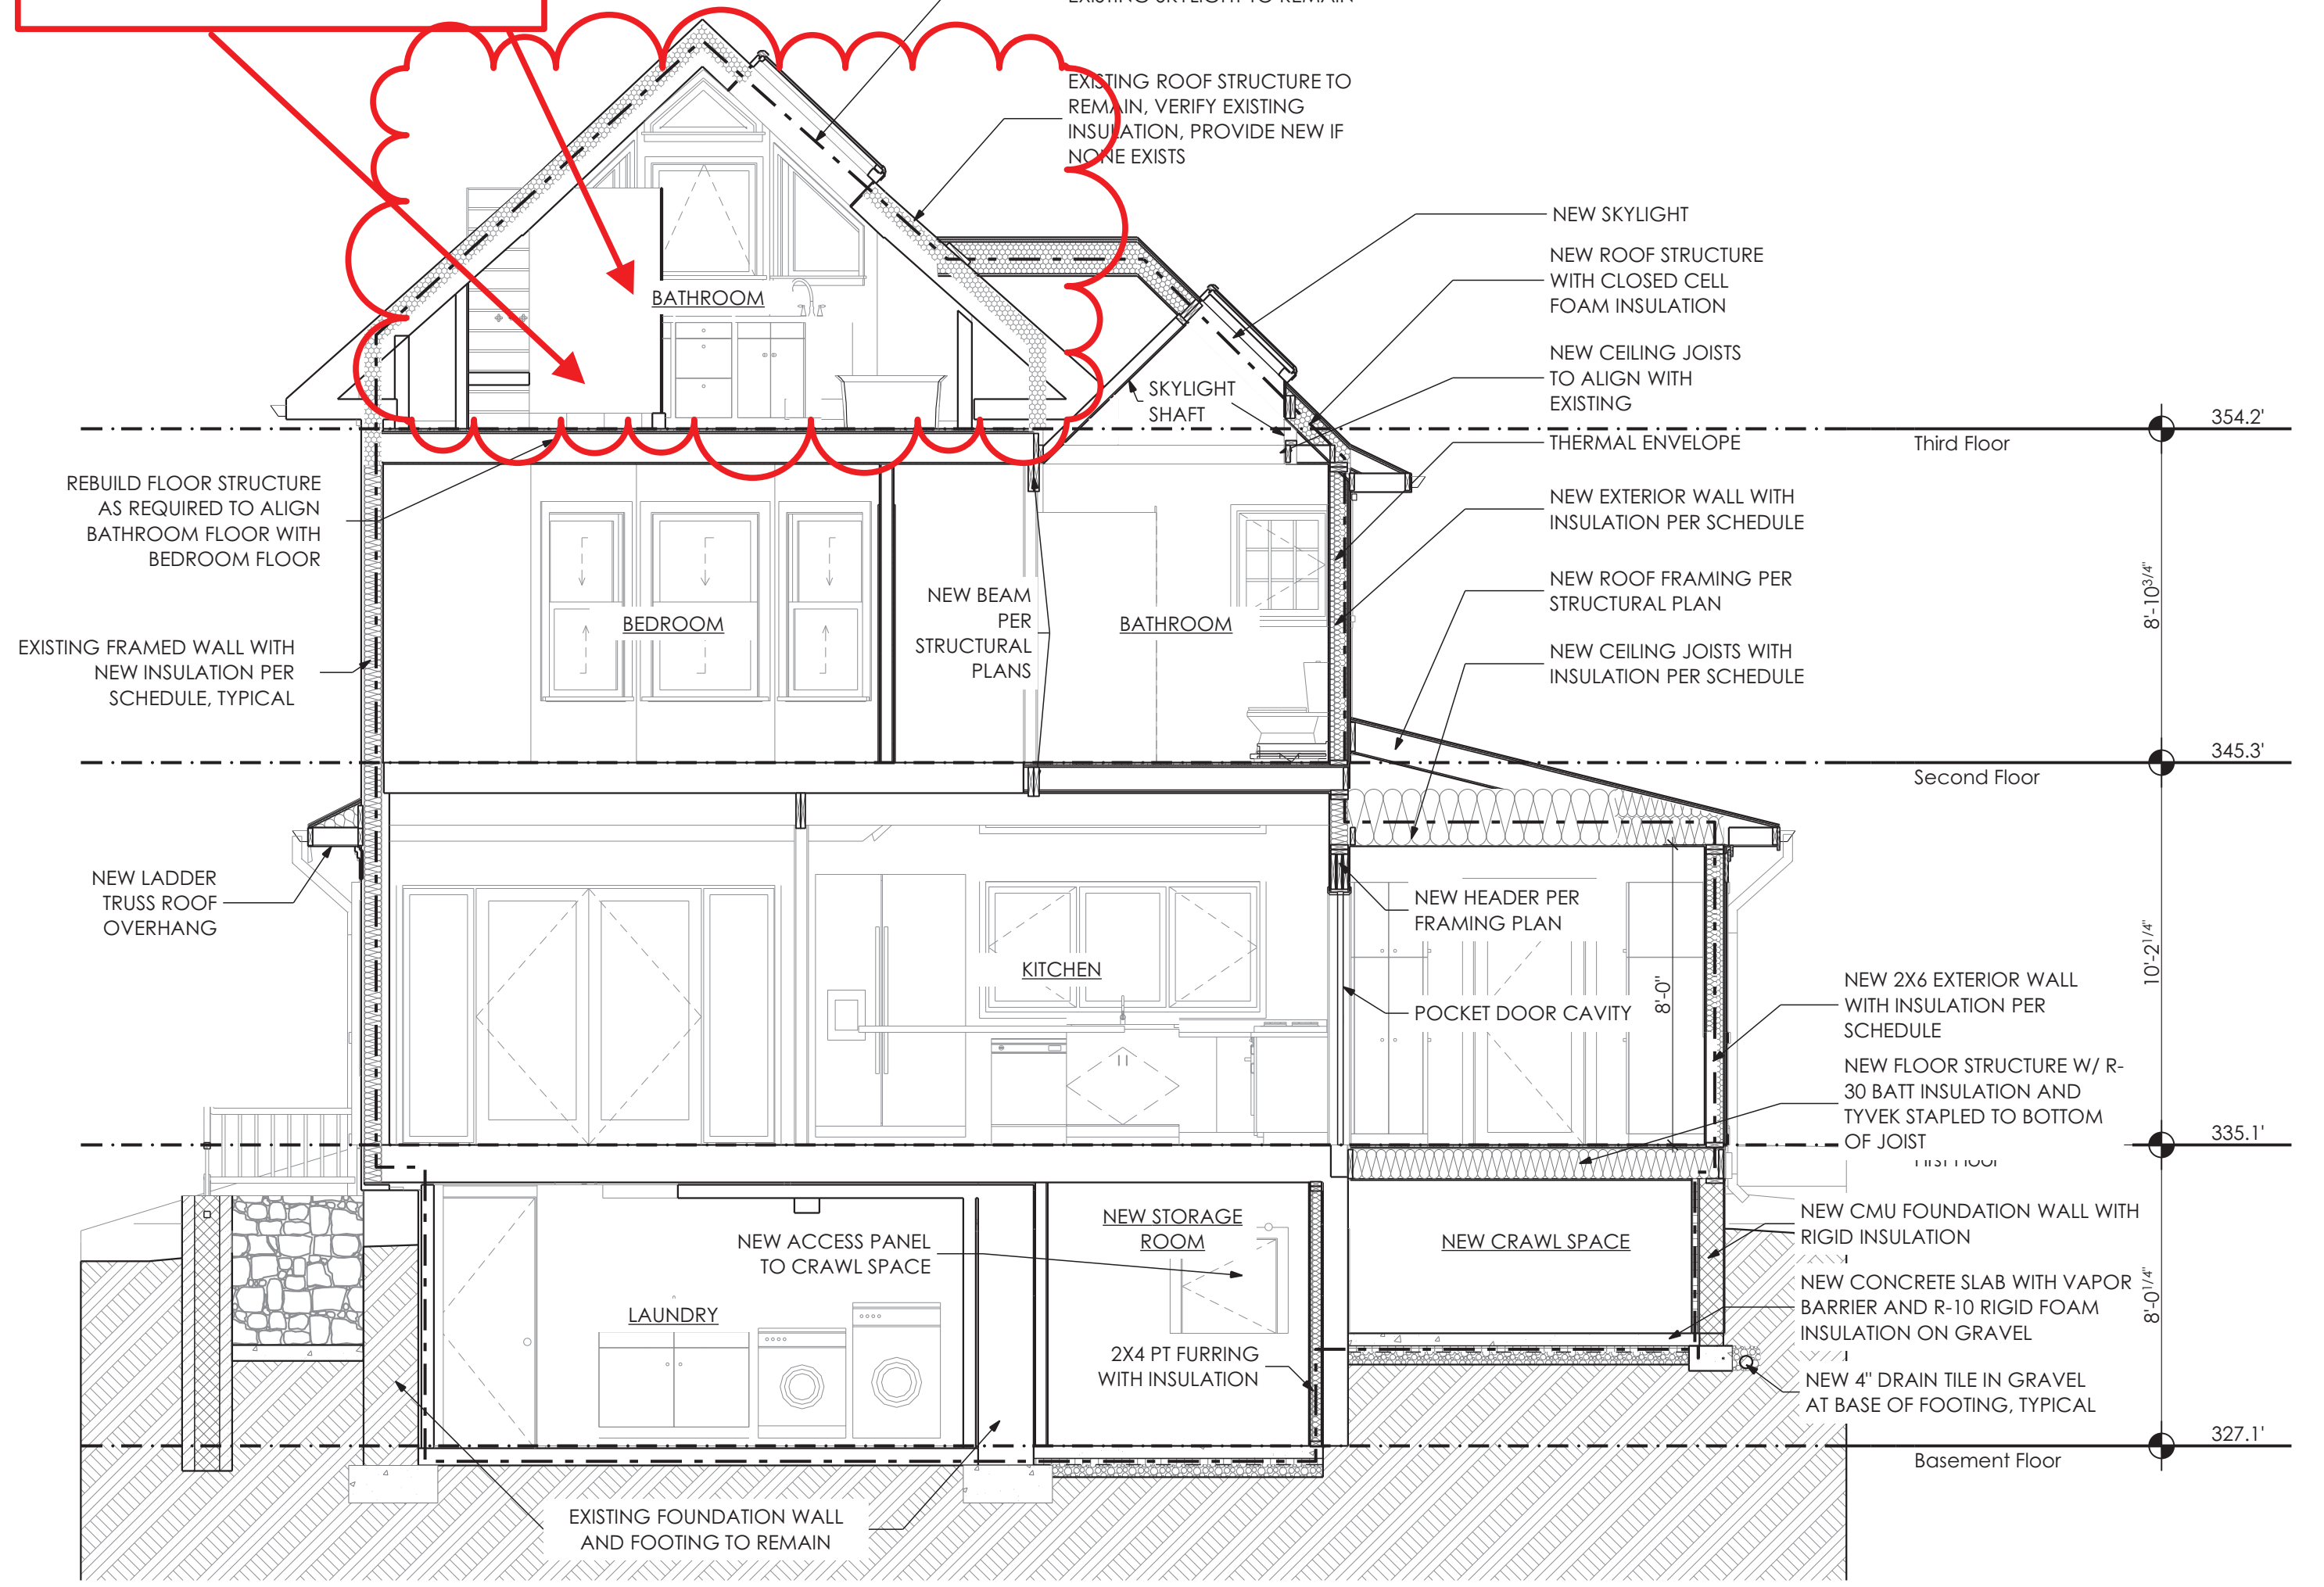 EXISTING SKYLIGHT TO REMAIN
EXISTING ROOF STRUCTURE TO
REMAIN, VERIFY EXISTING
INSULATION, PROVIDE NEW IF
NONE EXISTS
NEW SKYLIGHT
NEW ROOF STRUCTURE
WITH CLOSED CELL
FOAM INSULATION
BATHROOM
NEW CEILING JOISTS
TO ALIGN WITH
EXISTING
SKYLIGHT
SHAFT
354.2'
Third Floor
THERMAL ENVELOPE
REBUILD FLOOR STRUCTURE
AS REQUIRED TO ALIGN
BATHROOM FLOOR WITH
BEDROOM FLOOR
NEW EXTERIOR WALL WITH
INSULATION PER SCHEDULE
8'-10 3/4"
NEW ROOF FRAMING PER
STRUCTURAL PLAN
NEW BEAM
PER
STRUCTURAL
PLANS
BEDROOM
BATHROOM
EXISTING FRAMED WALL WITH
NEW INSULATION PER
SCHEDULE, TYPICAL
NEW CEILING JOISTS WITH
INSULATION PER SCHEDULE
345.3'
Second Floor
NEW LADDER
TRUSS ROOF
OVERHANG
NEW HEADER PER
FRAMING PLAN
10'-2 1/4"
KITCHEN
8'-0"
POCKET DOOR CAVITY
NEW 2X6 EXTERIOR WALL
WITH INSULATION PER
SCHEDULE
NEW FLOOR STRUCTURE W/ R-
30 BATT INSULATION AND
TYVEK STAPLED TO BOTTOM
OF JOIST
335.1'
First Floor
NEW STORAGE
ROOM
NEW ACCESS PANEL
TO CRAWL SPACE
NEW CRAWL SPACE
NEW CMU FOUNDATION WALL WITH
RIGID INSULATION
NEW CONCRETE SLAB WITH VAPOR
BARRIER AND R-10 RIGID FOAM
INSULATION ON GRAVEL
8'-0 1/4"
LAUNDRY
2X4 PT FURRING
WITH INSULATION
NEW 4" DRAIN TILE IN GRAVEL
AT BASE OF FOOTING, TYPICAL
327.1'
Basement Floor
EXISTING FOUNDATION WALL
AND FOOTING TO REMAIN